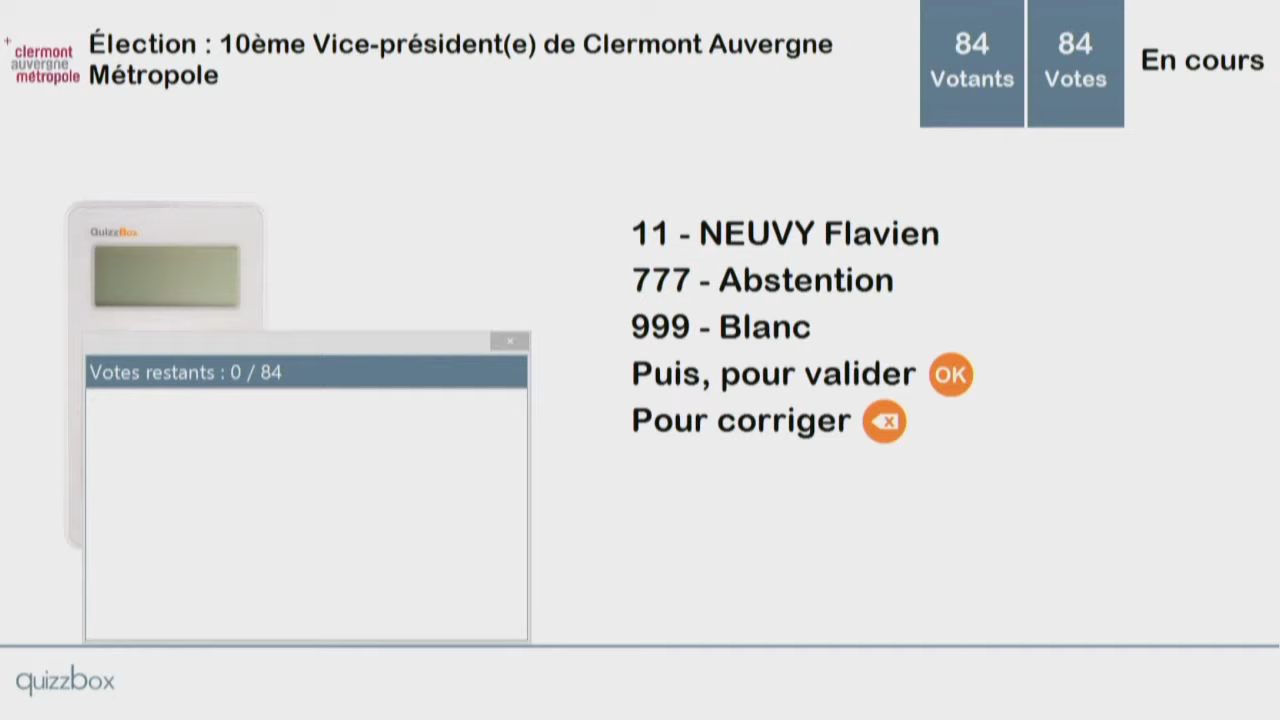 clermont
auvergne
métropole
Élection : 10ème Vice-président(e) de Clermont Auvergne
Métropole
84
Votants
84
Votes
En cours
QuizzBox
11 - NEUVY Flavien
777 - Abstention
999 - Blanc
Puis, pour valider OK
Pour corriger
Votes restants : 0 / 84
quizzbox